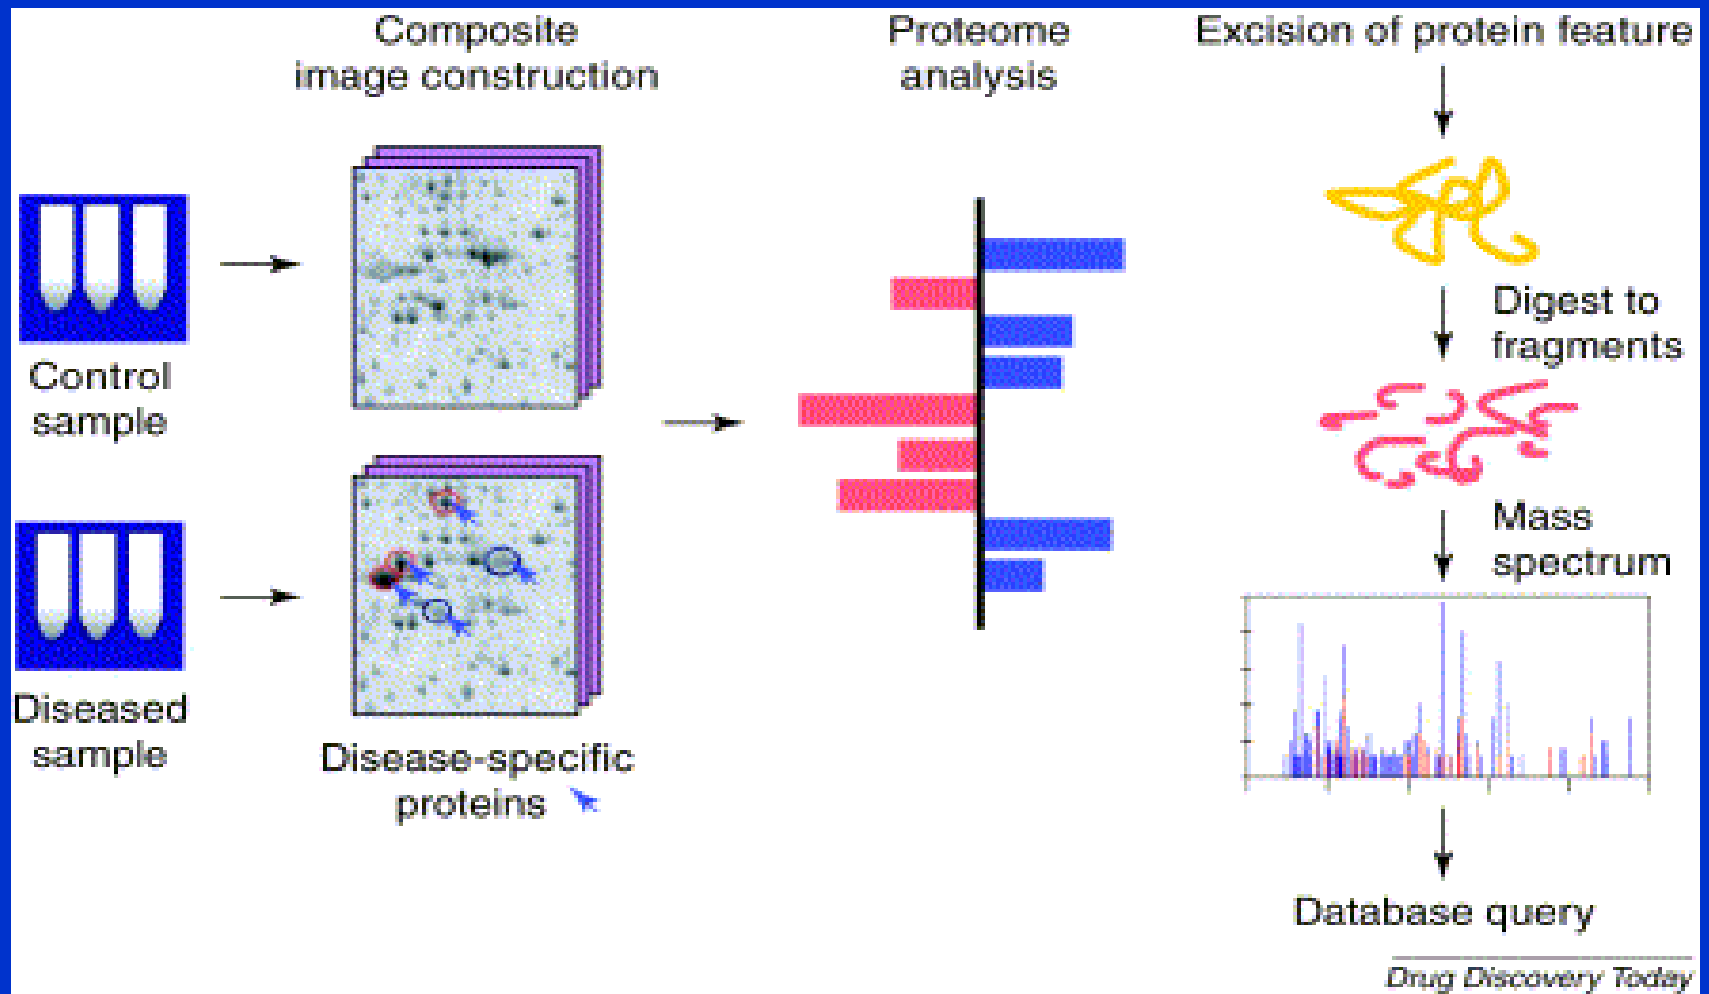 Composite
image construction
Proteome
analysis
Excision of protein feature
Control
sample
Digest to
fragments
Mass
spectrum
Diseased
sample
Disease-specific
proteins
Database query
Drug Discovery Today